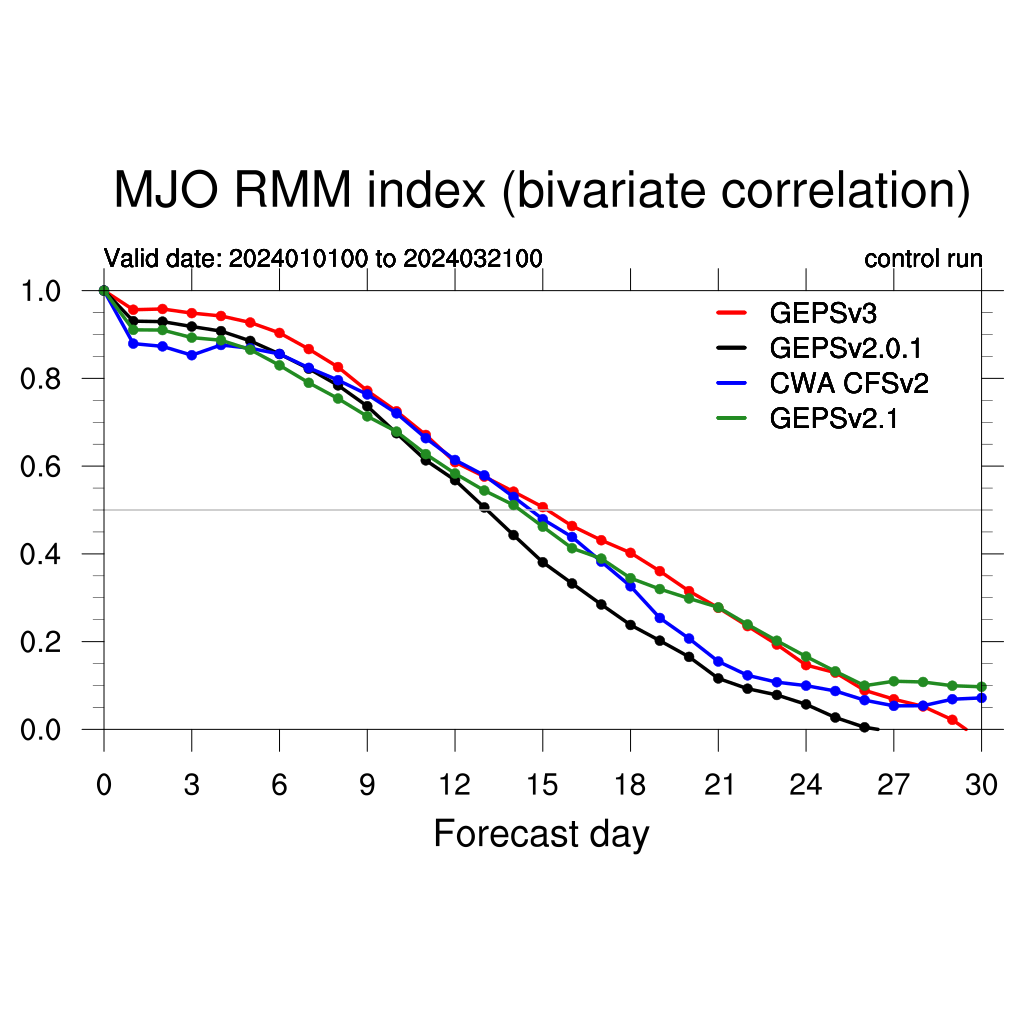 MJO RMM index (bivariate correlation)
Valid date: 2024010100 to 2024032100 control run
1.0
0.8
0.6
0.4
0.2
0.0
GEPSv3
GEPSv2.0.1
CWA CFSv2
GEPSv2.1
0 3 6 9 12 15 18 21 24 27 30
Forecast day